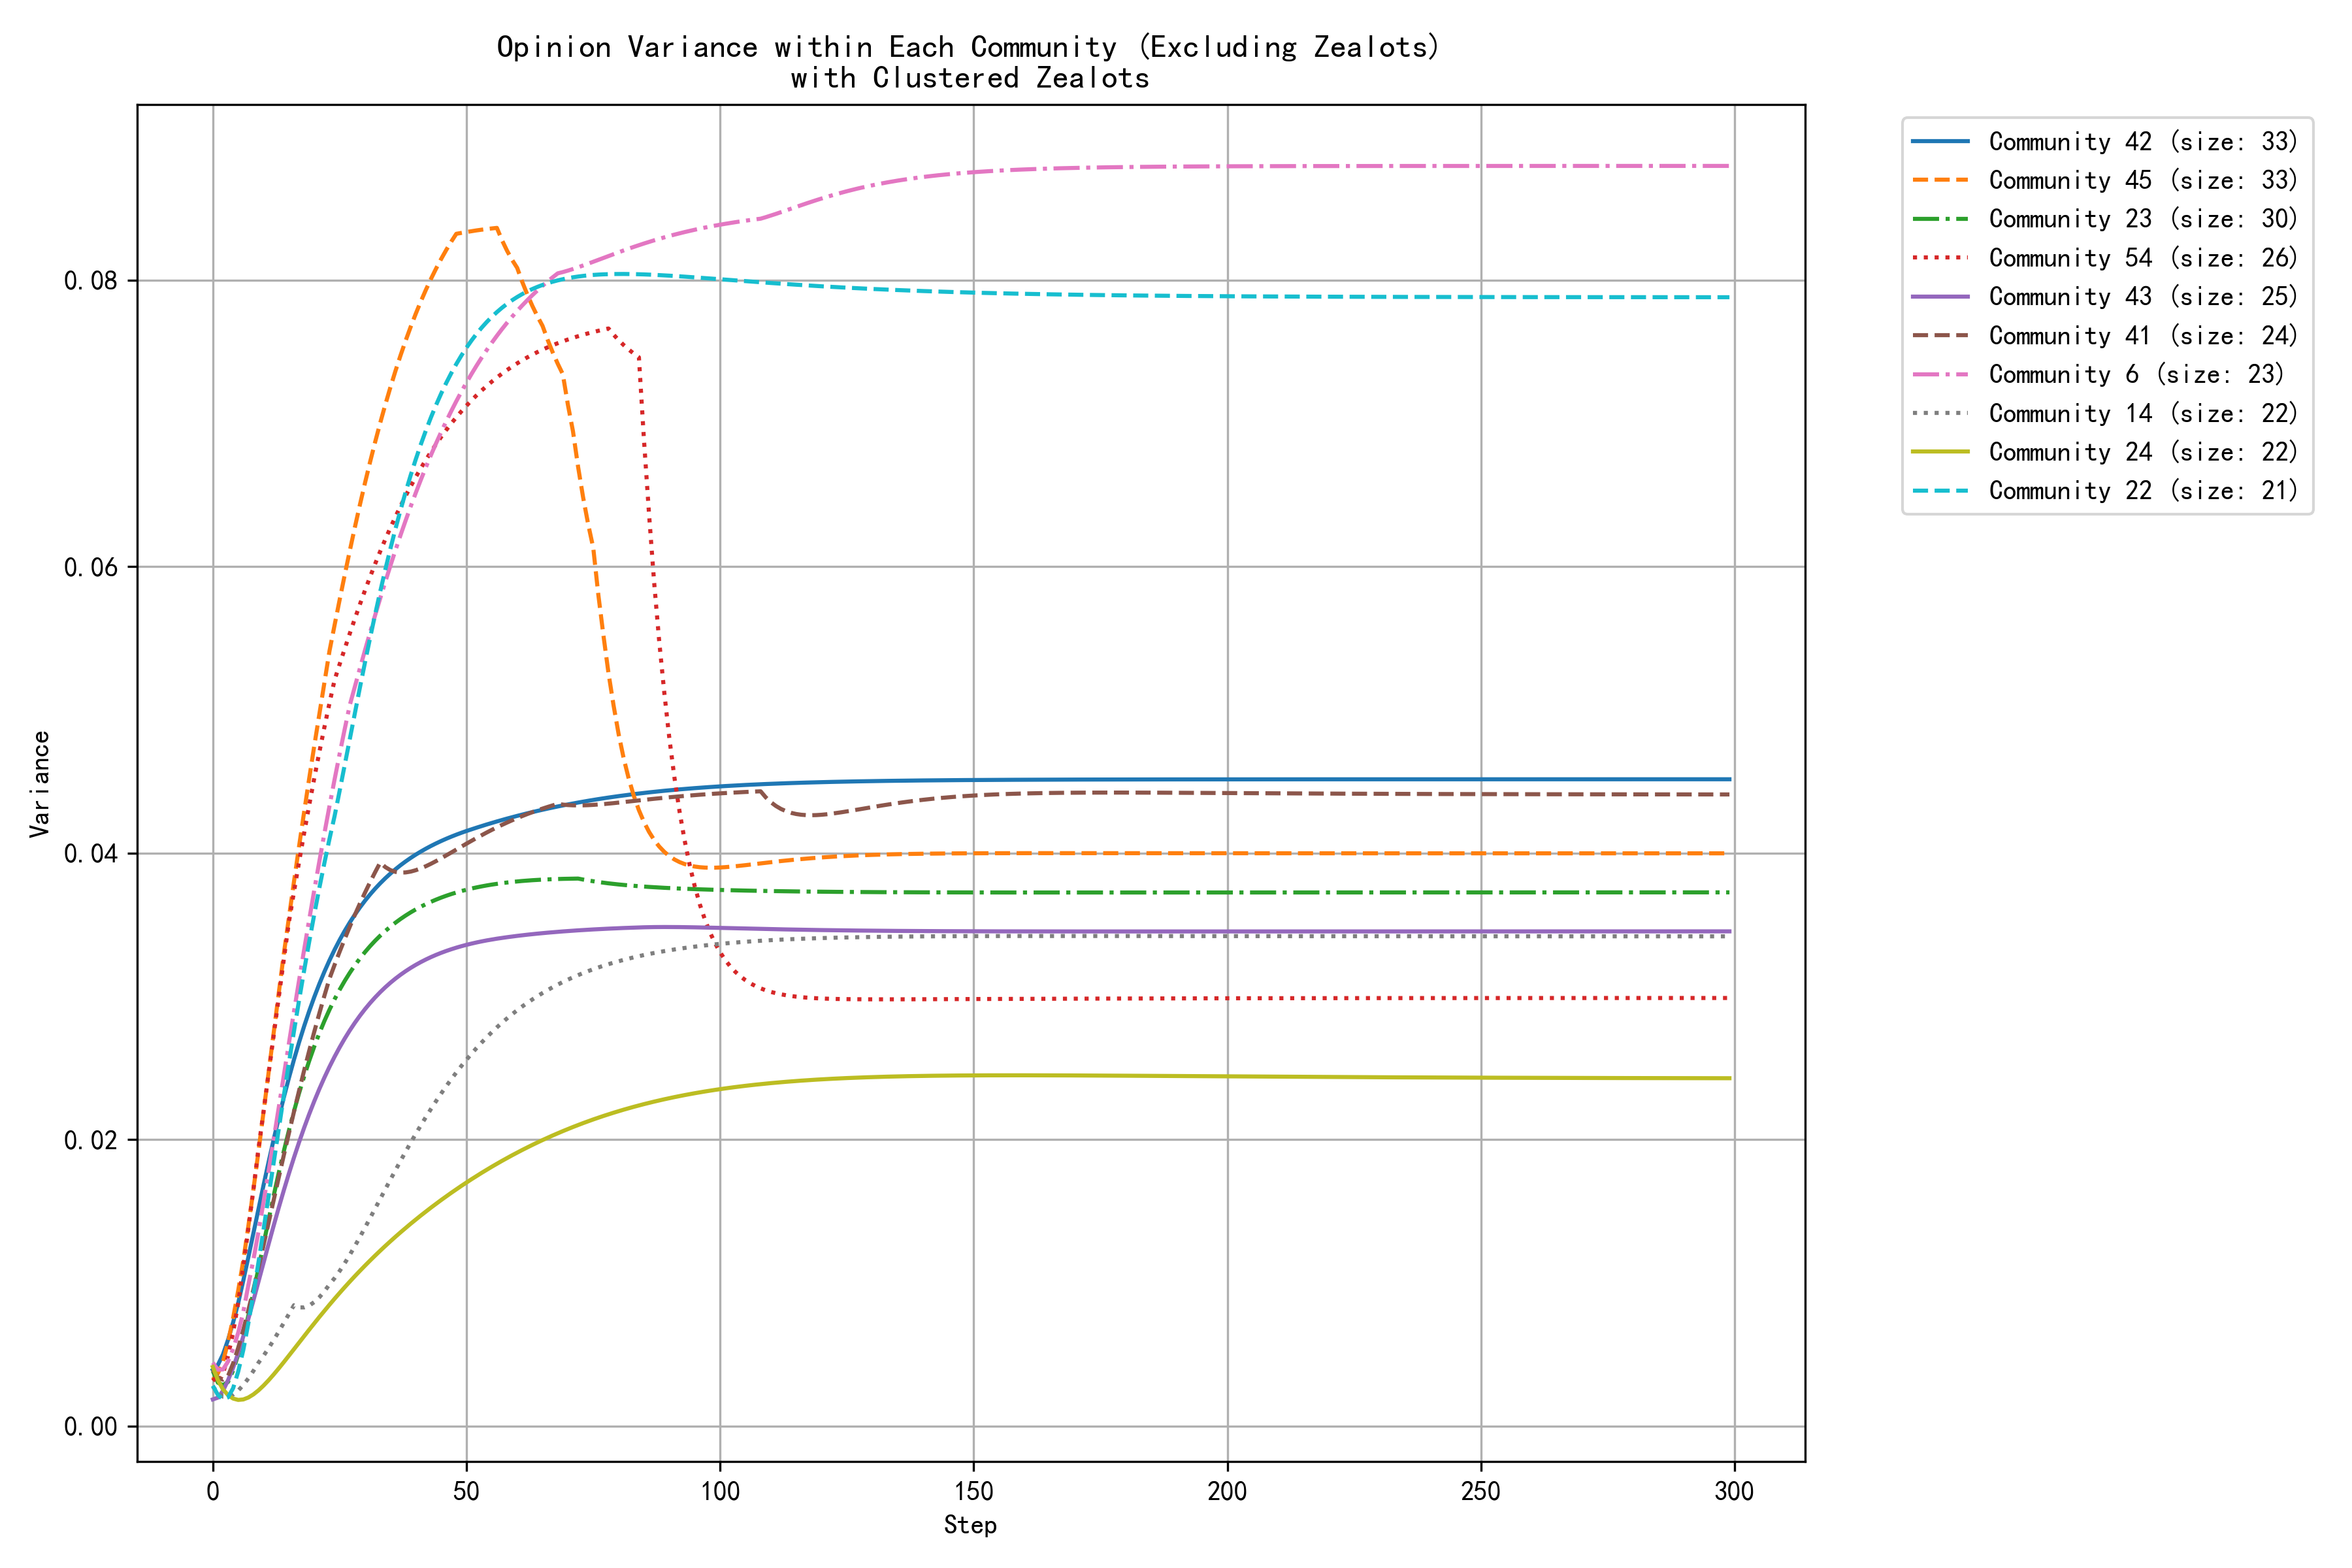 Opinion Variance within Each Community (Excluding Zealots)
with Clustered Zealots
Variance
0.08
0.06
0.04
0.02
0.00
0 50 100 150 200 250 300
Step
Community 42 (size: 33)
Community 45 (size: 33)
Community 23 (size: 30)
Community 54 (size: 26)
Community 43 (size: 25)
Community 41 (size: 24)
Community 6 (size: 23)
Community 14 (size: 22)
Community 24 (size: 22)
Community 22 (size: 21)